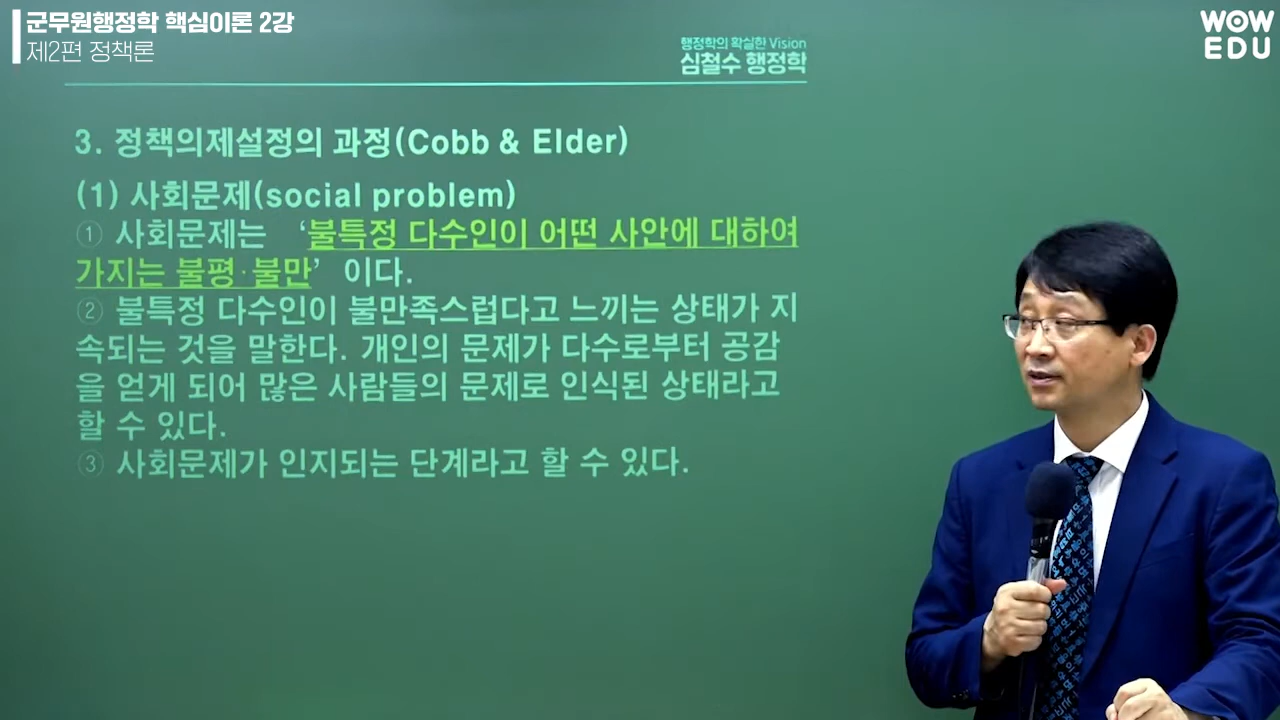 군무원행정학 핵심이론 2강
제2편 정책론
WOW
EDU
행정학의 확실한 Vision
심철수 행정학
3. 정책의제설정의 과정(Cobb & Elder)
(1) 사회문제(social problem)
① 사회문제는 ‘불특정 다수인이 어떤 사안에 대하여
가지는 불평·불만’ 이다.
② 불특정 다수인이 불만족스럽다고 느끼는 상태가 지
속되는 것을 말한다. 개인의 문제가 다수로부터 공감
을 얻게 되어 많은 사람들의 문제로 인식된 상태라고
할 수 있다.
③ 사회문제가 인지되는 단계라고 할 수 있다.